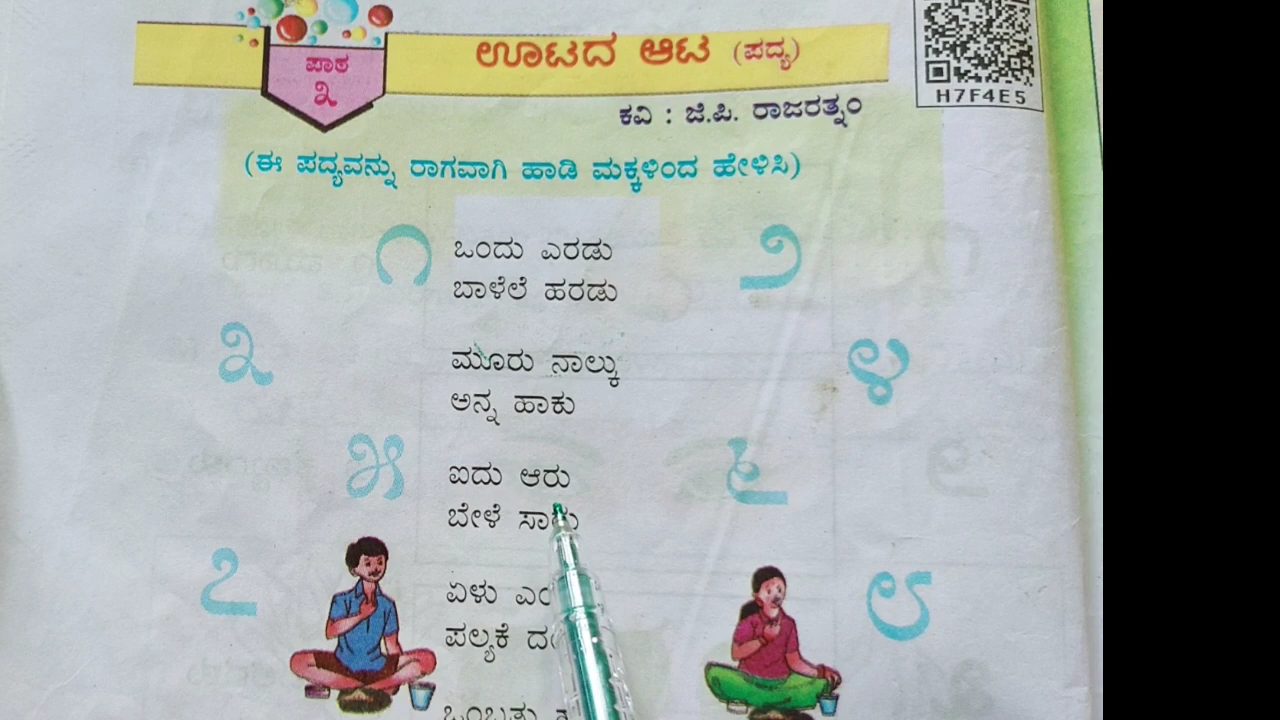 ಪಾಠ
೩
ಊಟದ ಆಟ (ಪದ್ಯ)
H7F4E5
ಕವಿ : ಜಿ.ಪಿ. ರಾಜರತ್ನಂ
(ಈ ಪದ್ಯವನ್ನು ರಾಗವಾಗಿ ಹಾಡಿ ಮಕ್ಕಳಿಂದ ಹೇಳಿಸಿ)
೧ ಒಂದು ಎರಡು ೨
ಬಾಳೆಲೆ ಹರಡು
೩ ಮೂರು ನಾಲ್ಕು ೪
ಅನ್ನ ಹಾಕು
೫ ಐದು ಆರು ೬
ಬೇಳೆ ಸಾರು
೭ ಏಳು ೮
ಪಲ್ಯಕೆ
ಒಂಬತ್ತು